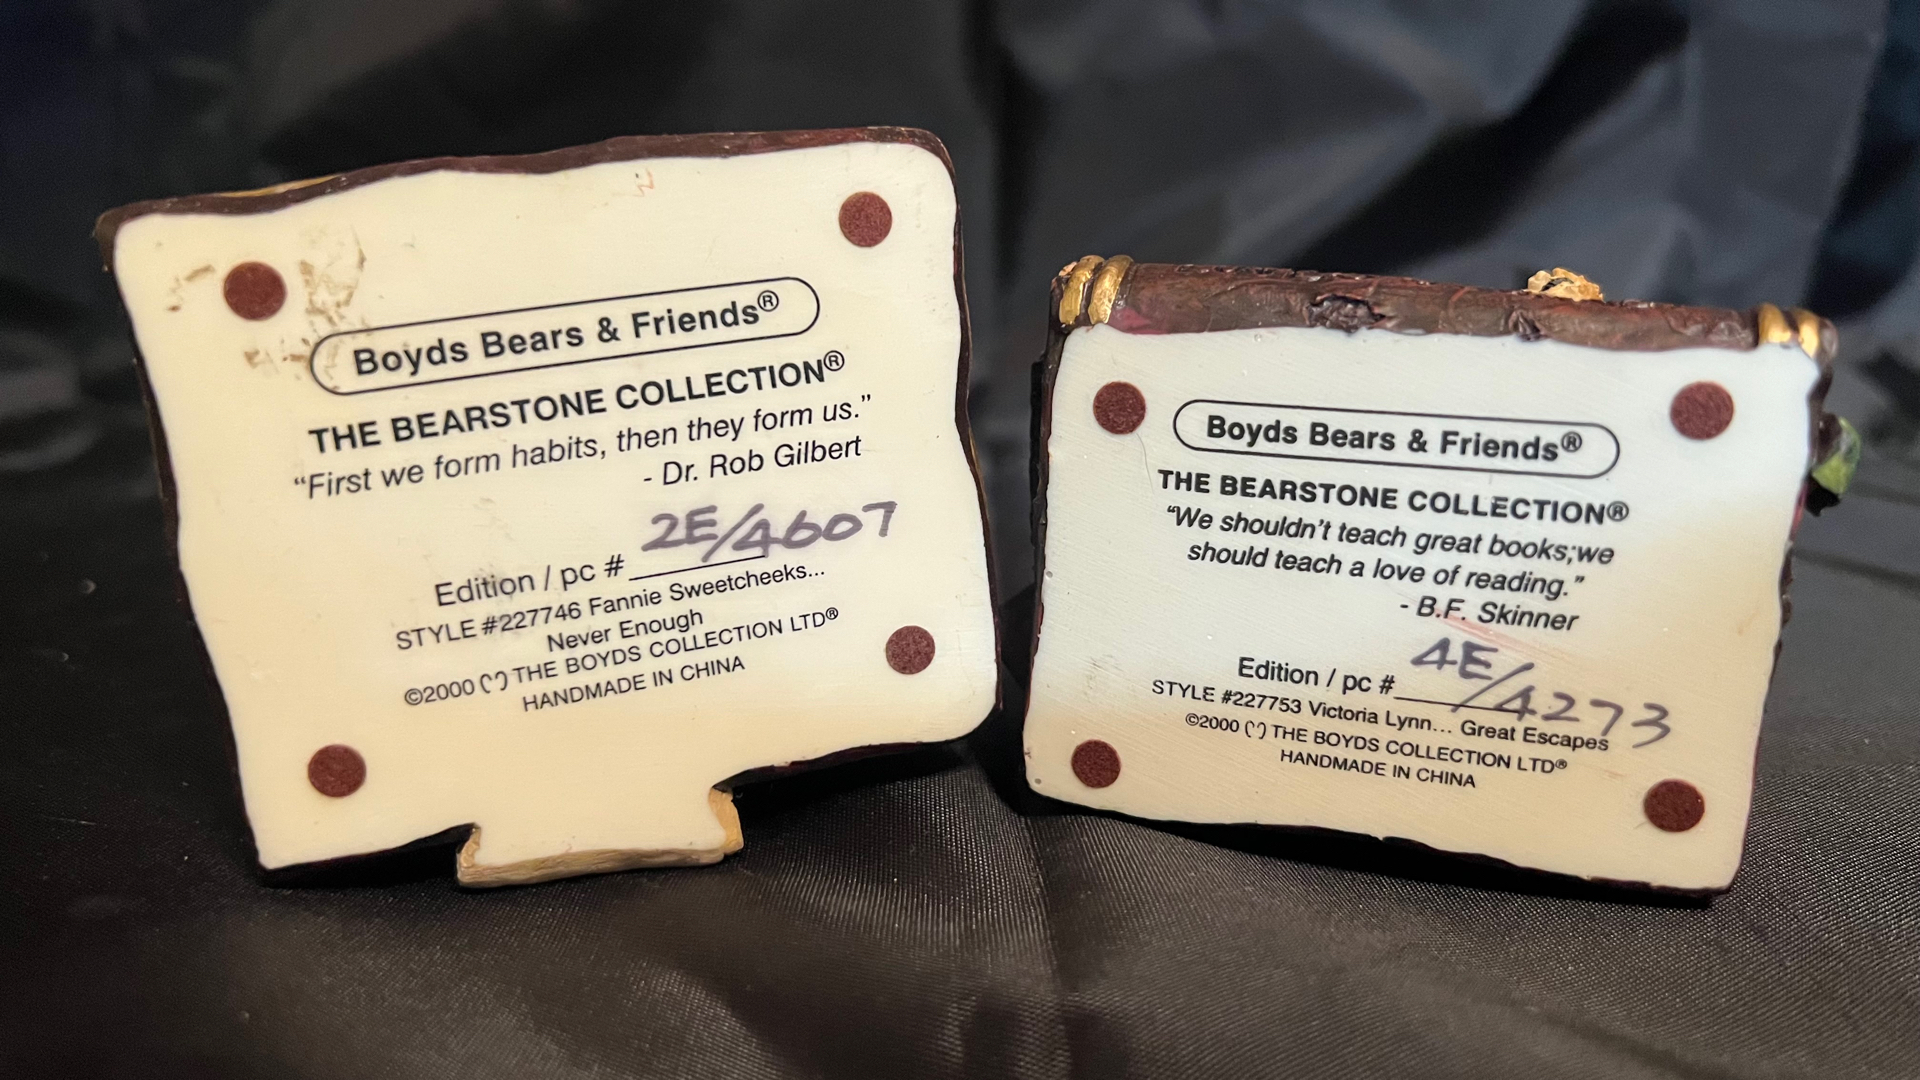 Boyds Bears & Friends®
THE BEARSTONE COLLECTION®
“First we form habits, then they form us.”
- Dr. Rob Gilbert
Edition / pc # 2E/4607
STYLE #227746 Fannie Sweetcheeks...
Never Enough
©2000 THE BOYDS COLLECTION LTD®
HANDMADE IN CHINA
Boyds Bears & Friends®
THE BEARSTONE COLLECTION®
“We shouldn’t teach great books;we
should teach a love of reading.”
- B.F. Skinner
Edition / pc # 4E/4273
STYLE #227753 Victoria Lynn... Great Escapes
©2000 THE BOYDS COLLECTION LTD®
HANDMADE IN CHINA